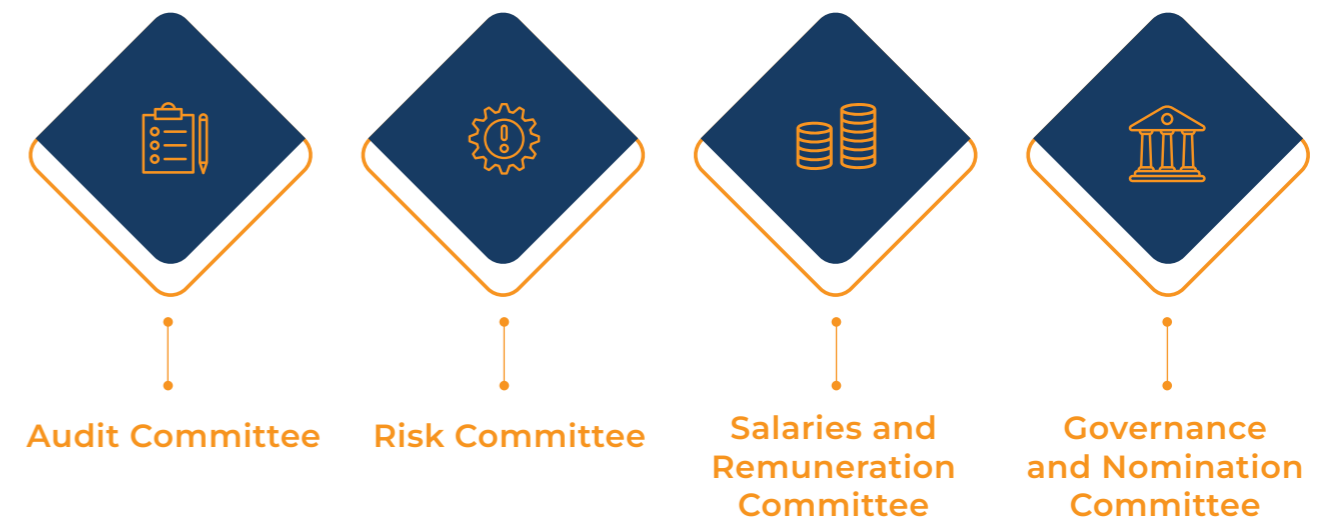 Audit Committee
Risk Committee
Salaries and
Remuneration
Committee
Governance
and Nomination
Committee